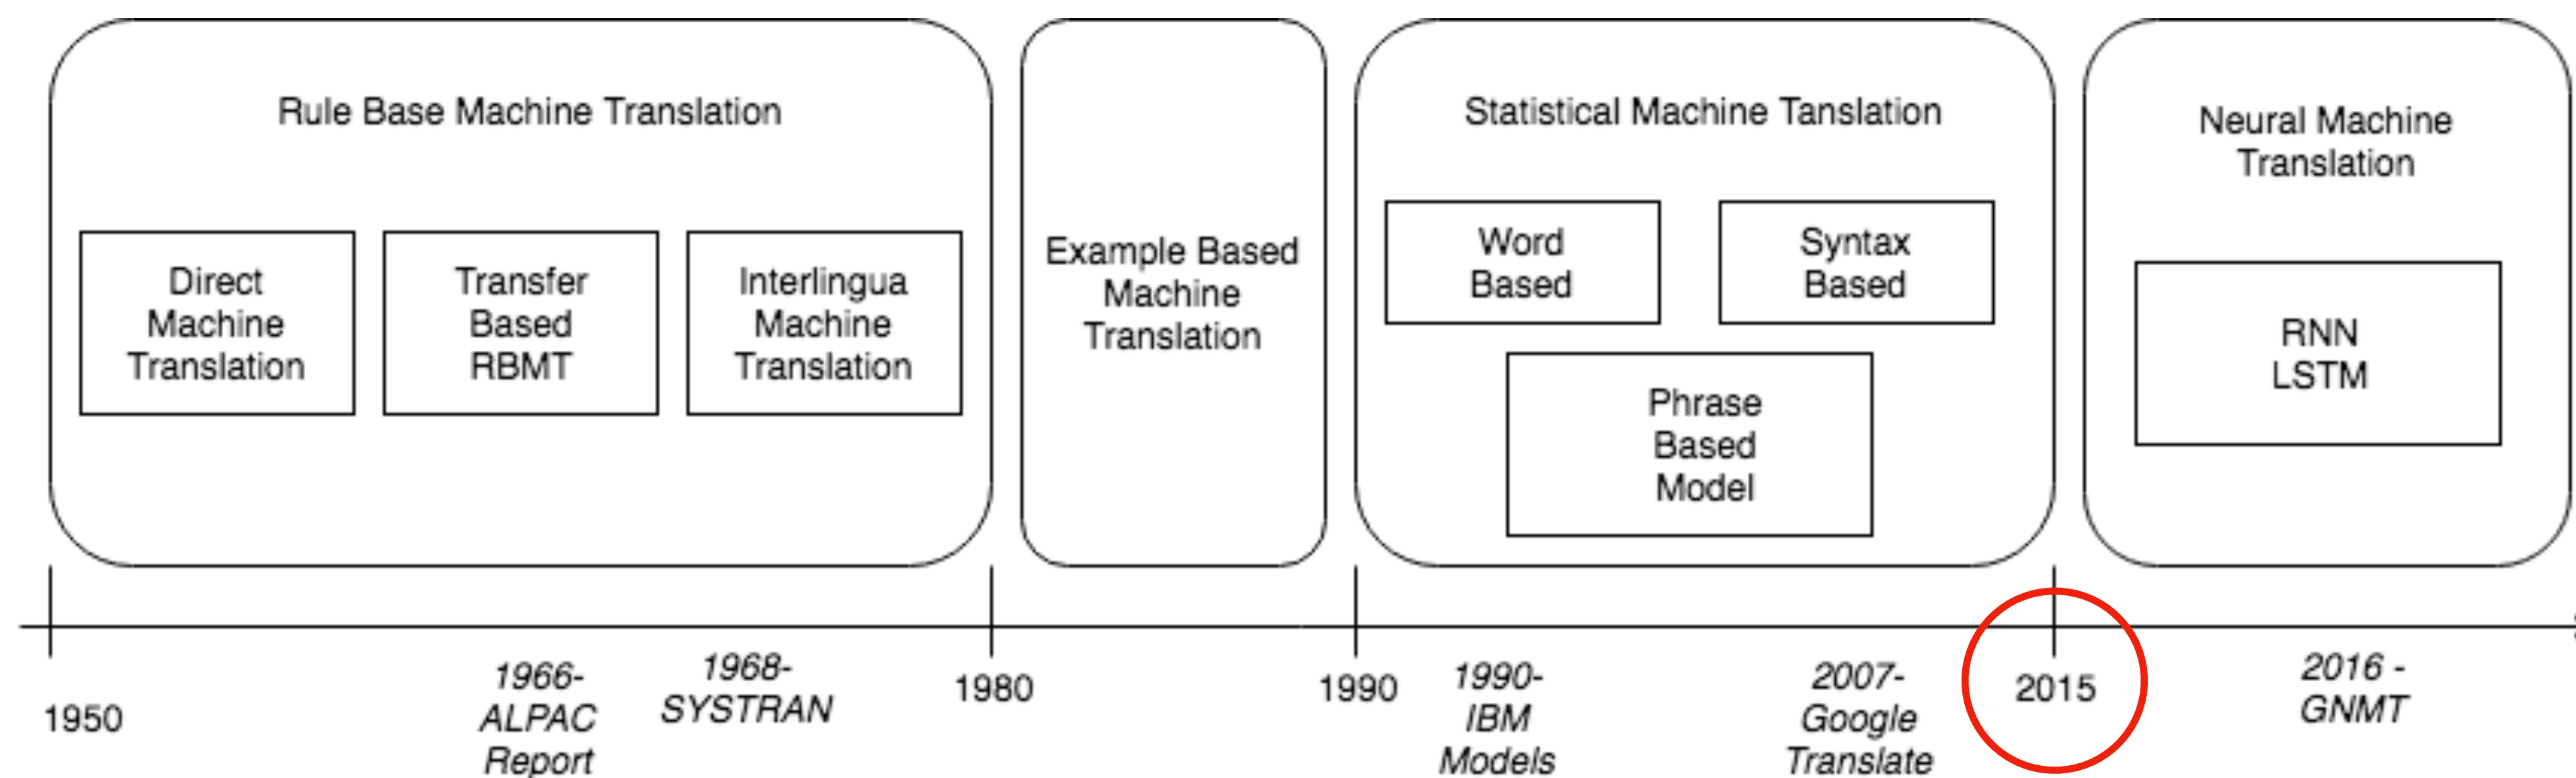 Rule Base Machine Translation
Direct
Machine
Translation
Transfer
Based
RBMT
Interlingua
Machine
Translation
Example Based
Machine
Translation
Statistical Machine Tanslation
Word
Based
Syntax
Based
Phrase
Based
Model
Neural Machine
Translation
RNN
LSTM
1950
1966-
ALPAC
Report
1968-
SYSTRAN
1980
1990
1990-
IBM
Models
2007-
Google
Translate
2015
2016 -
GNMT